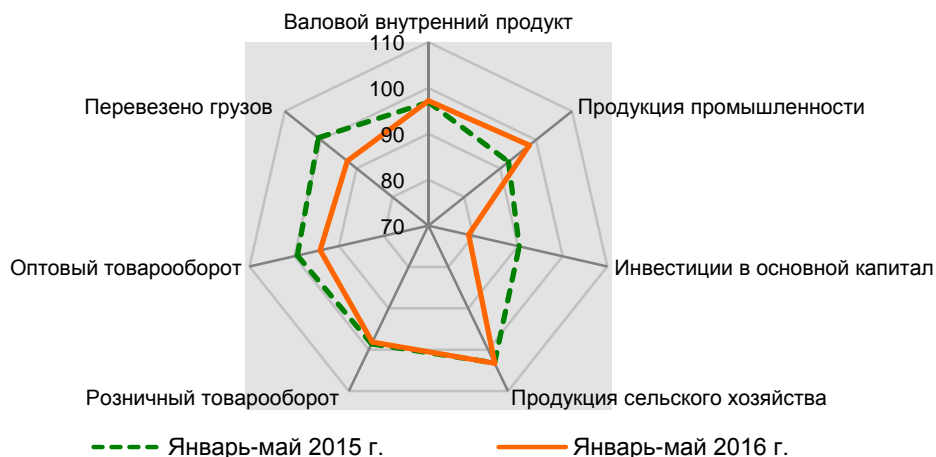 Валовой внутренний продукт
110
100
90
80
70
Перевезено грузов
Продукция промышленности
Оптовый товарооборот
Инвестиции в основной капитал
Розничный товарооборот
Продукция сельского хозяйства
Январь-май 2015 г.
Январь-май 2016 г.